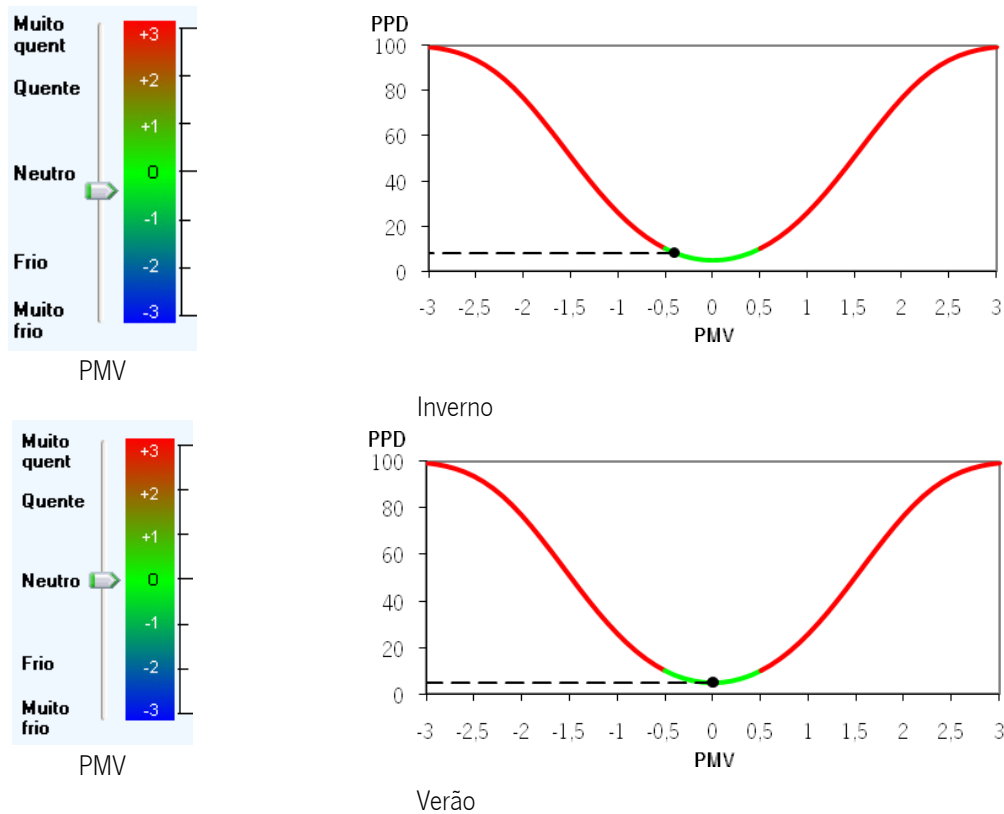 Muito
quent
Quente
Neutro
Frio
Muito
frio
+3
+2
+1
0
-1
-2
-3
PMV
PPD
100
80
60
40
20
0
-3 -2,5 -2 -1,5 -1 -0,5 0 0,5 1 1,5 2 2,5 3
PMV
Inverno
Muito
quent
Quente
Neutro
Frio
Muito
frio
+3
+2
+1
0
-1
-2
-3
PMV
PPD
100
80
60
40
20
0
-3 -2,5 -2 -1,5 -1 -0,5 0 0,5 1 1,5 2 2,5 3
PMV
Verão